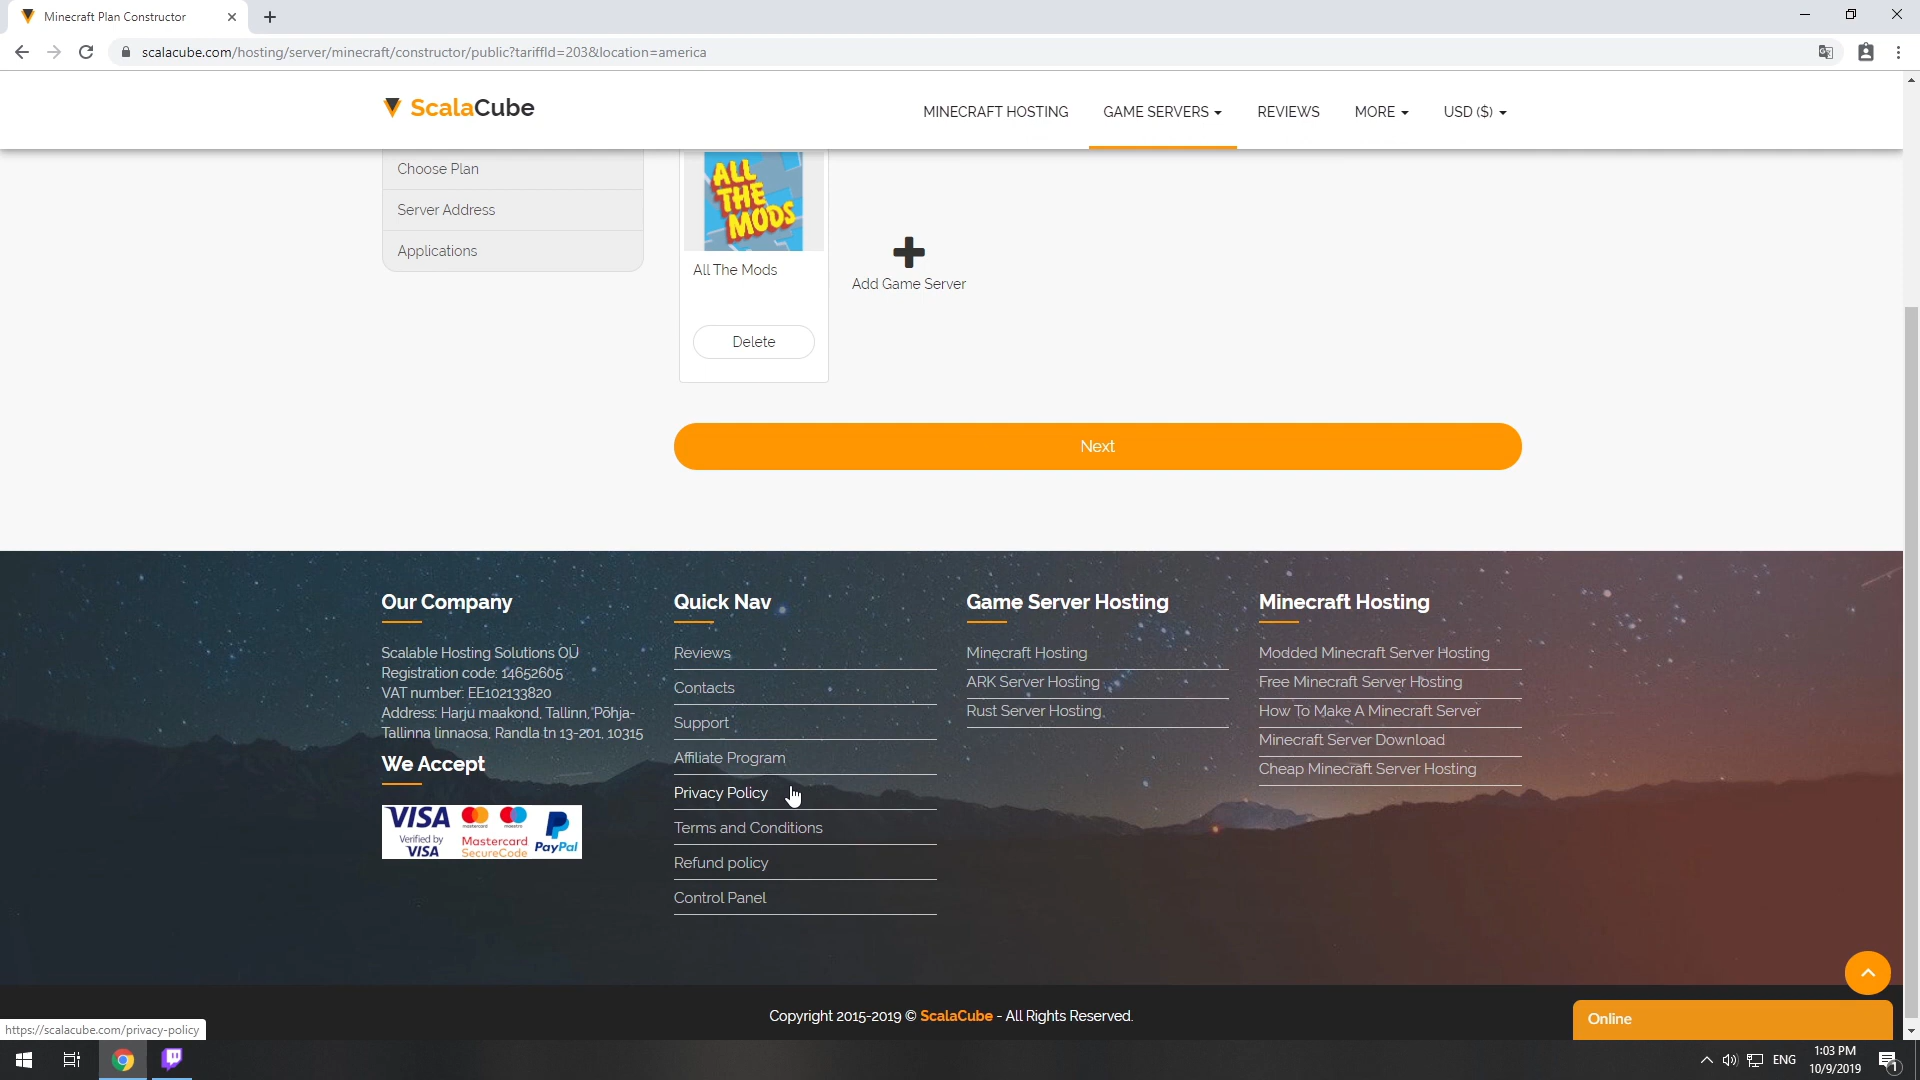 Minecraft Plan Constructor
scalacube.com/hosting/server/minecraft/constructor/public?tariffId=203&location=america
ScalaCube
MINECRAFT HOSTING
GAME SERVERS
REVIEWS
MORE
USD ($)
Choose Plan
Server Address
Applications
ALL
THE
MODS
All The Mods
Delete
Add Game Server
Next
Our Company
Scalable Hosting Solutions OÜ
Registration code: 14652605
VAT number: EE102133820
Address: Harju maakond, Tallinn, Põhja-
Tallinna linnaosa, Randla tn 13-201, 10315
We Accept
VISA
Verified by
VISA
mastercard
maestro
Mastercard
SecureCode
PayPal
Quick Nav
Reviews
Contacts
Support
Affiliate Program
Privacy Policy
Terms and Conditions
Refund policy
Control Panel
Game Server Hosting
Minecraft Hosting
ARK Server Hosting
Rust Server Hosting
Minecraft Hosting
Modded Minecraft Server Hosting
Free Minecraft Server Hosting
How To Make A Minecraft Server
Minecraft Server Download
Cheap Minecraft Server Hosting
Copyright 2015-2019 © ScalaCube - All Rights Reserved.
Online
https://scalacube.com/privacy-policy
ENG
1:03 PM
10/9/2019
1